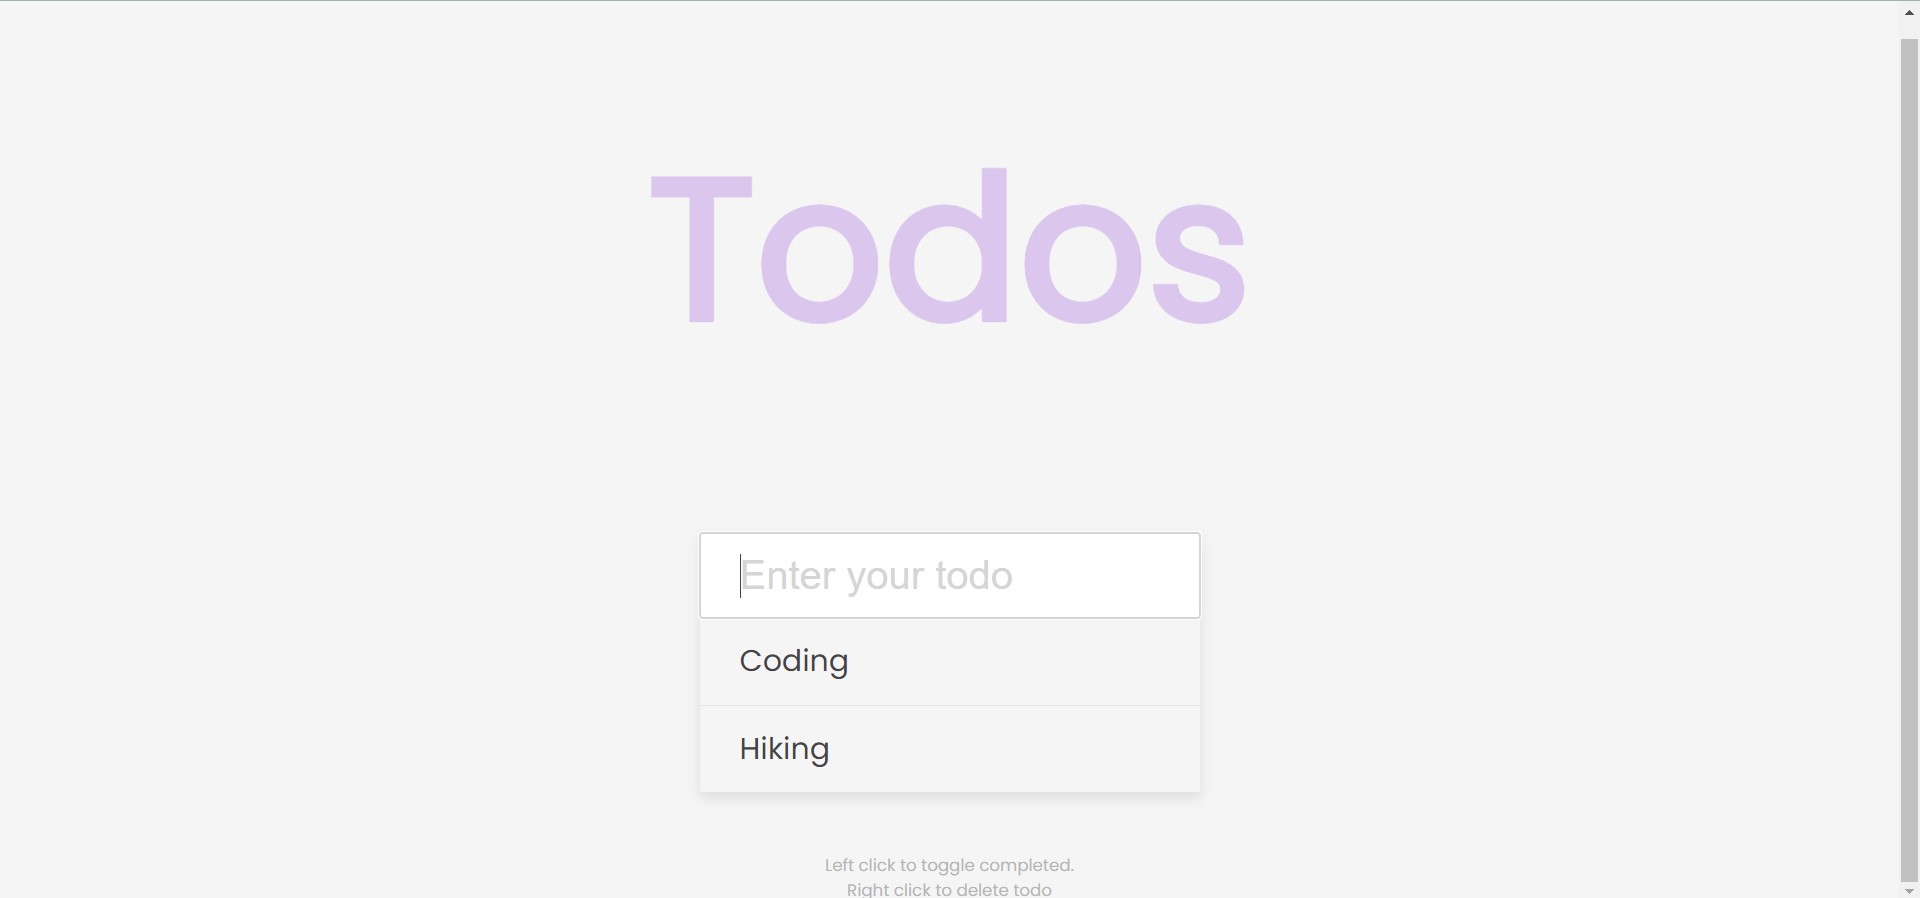 Todos
Enter your todo
Coding
Hiking
Left click to toggle completed.
Right click to delete todo